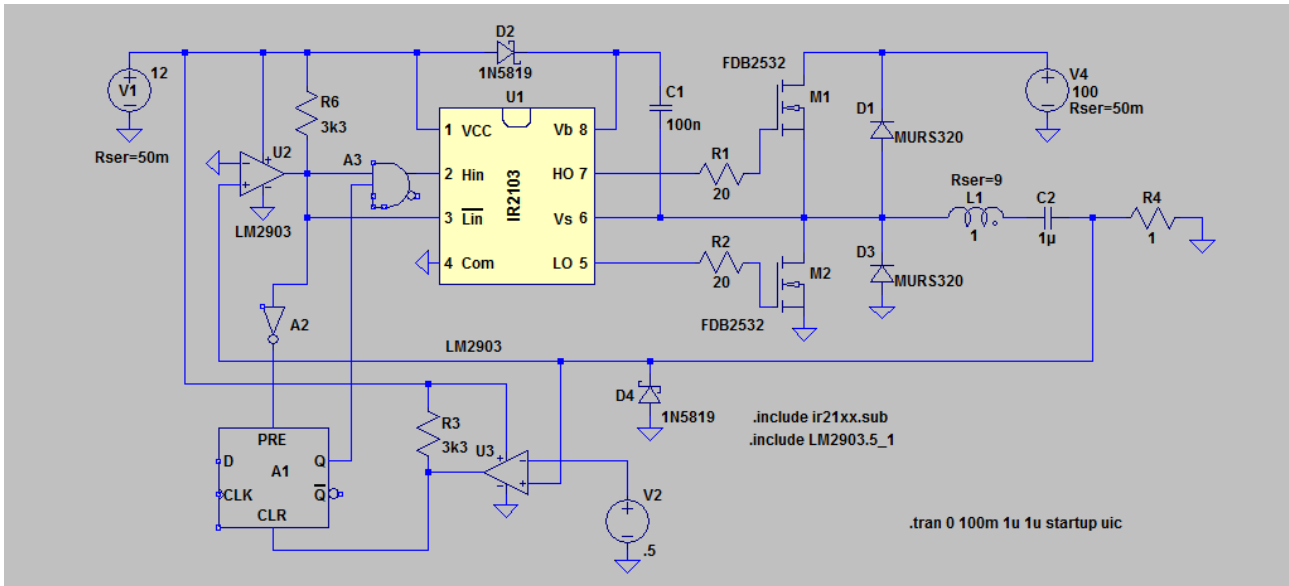 D2
12
1N5819
V1
R6
3k3
Rser=50m
U2
LM2903
A3
U1
1 VCC
Vb 8
2 Hin
HO 7
3 Lin
Vs 6
4 Com
LO 5
IR2103
C1
100n
FDB2532
M1
R1
20
R2
20
M2
FDB2532
D1
MURS320
V4
100
Rser=50m
Rser=9
L1
1
C2
1µ
R4
1
D3
MURS320
A2
LM2903
D4
1N5819
.include ir21xx.sub
.include LM2903.5_1
R3
3k3
U3
PRE
D
Q
A1
CLK
Q
CLR
V2
.5
.tran 0 100m 1u 1u startup uic